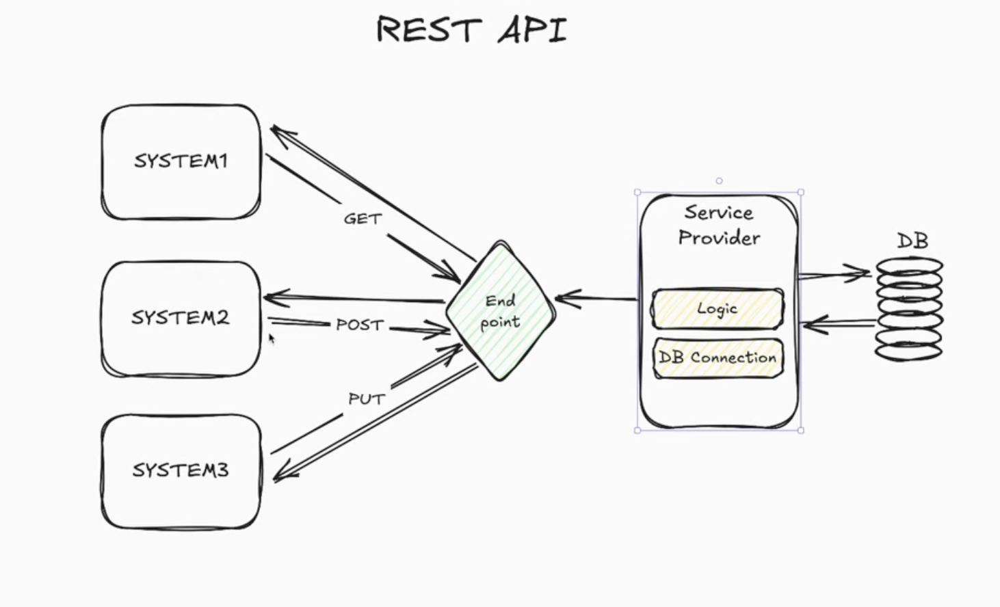 REST API
SYSTEM1
GET
SYSTEM2
POST
PUT
SYSTEM3
End
point
Service
Provider
Logic
DB Connection
DB